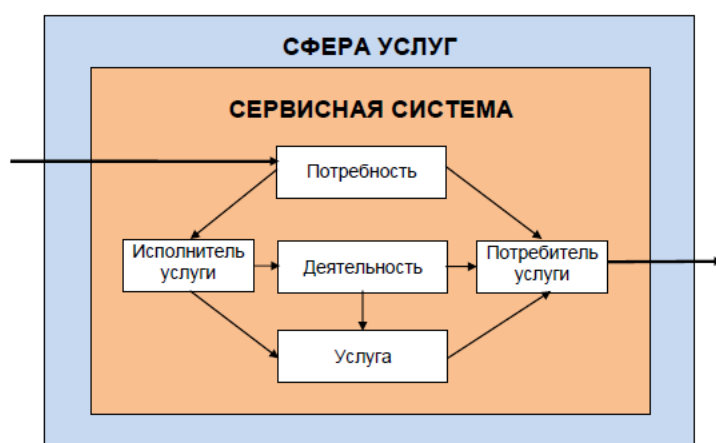 СФЕРА УСЛУГ
СЕРВИСНАЯ СИСТЕМА
Потребность
Исполнитель
услуги
Деятельность
Потребитель
услуги
Услуга